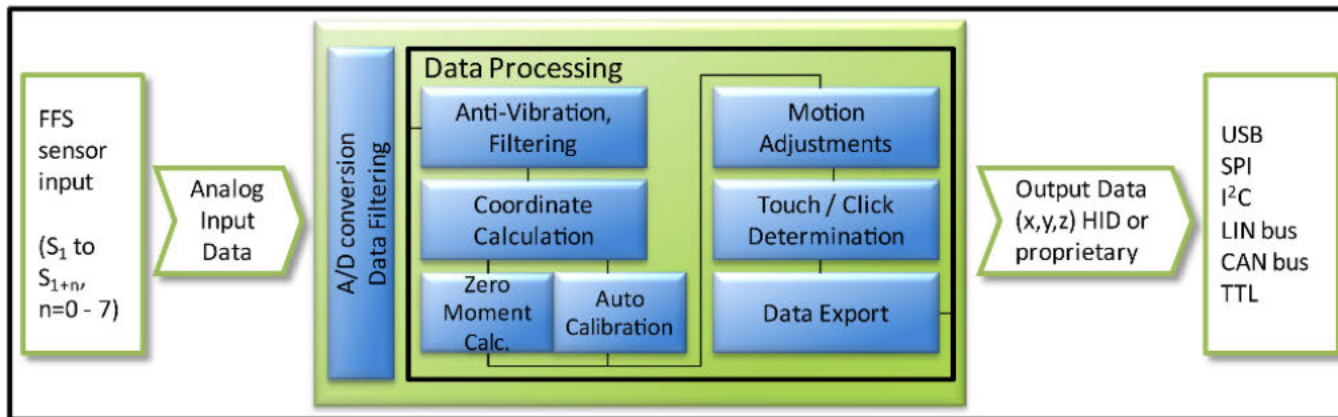 FFS
sensor
input
(S₁ to
S₁₊ₙ,
n=0 - 7)
Analog
Input
Data
A/D conversion
Data Filtering
Data Processing
Anti-Vibration,
Filtering
Coordinate
Calculation
Zero
Moment
Calc.
Auto
Calibration
Motion
Adjustments
Touch / Click
Determination
Data Export
Output Data
(x,y,z) HID or
proprietary
USB
SPI
I²C
LIN bus
CAN bus
TTL